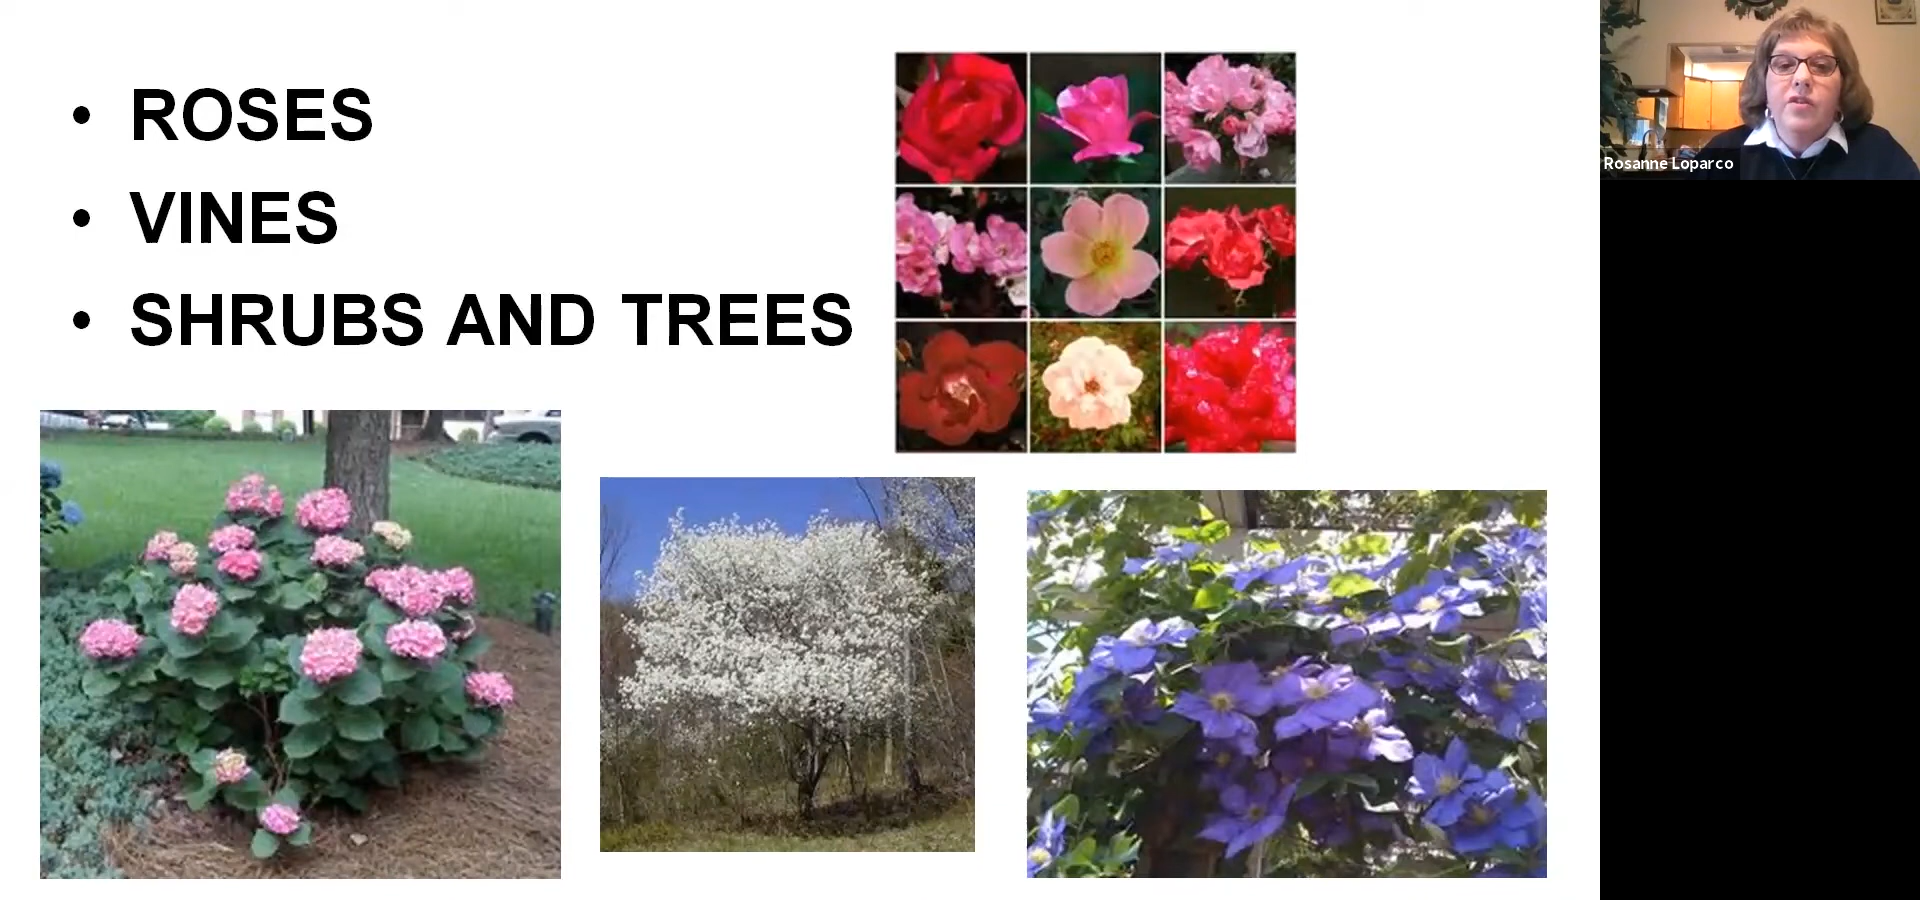 • ROSES
• VINES
• SHRUBS AND TREES
Rosanne Loparco